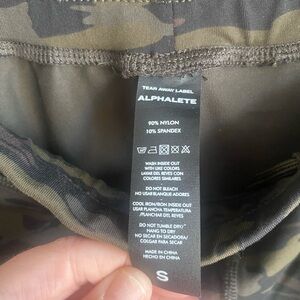 TEAR AWAY LABEL
ALPHALETE
90% NYLON
10% SPANDEX
WASH INSIDE OUT
WITH LIKE COLORS
LAVAR DEL REVES CON
COLORES SIMILARES
DO NOT BLEACH
NO USAR BLANQUEADORES
COOL IRON/IRON INSIDE OUT
USAR PLANCHA TEMPERATURA
PLANCHAR DEL REVES
DO NOT TUMBLE DRY
HANG TO DRY
NO SECAR EN SECADORA/
COLGAR PARA SECAR
MADE IN CHINA
HECHO EN CHINA
S